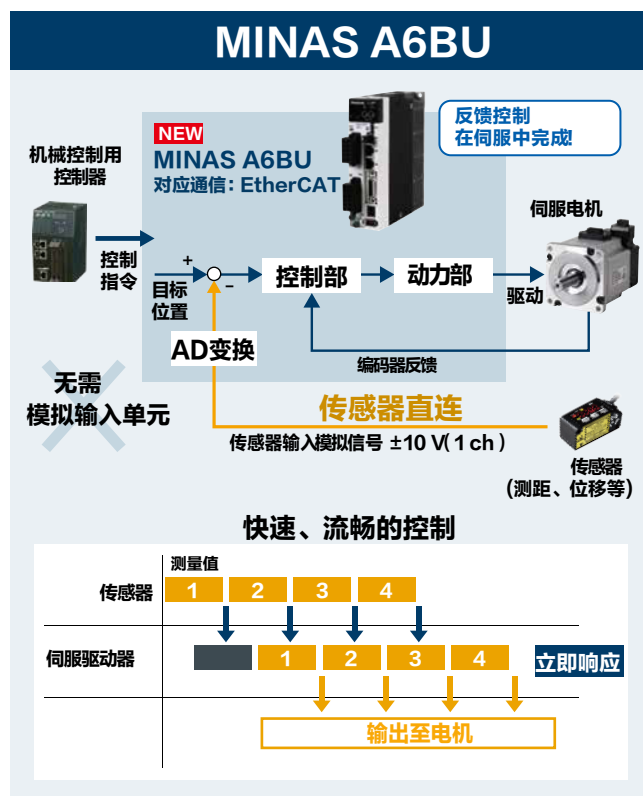 MINAS A6BU
NEW
MINAS A6BU
对应通信：EtherCAT
反馈控制
在伺服中完成!
机械控制用
控制器
控制
指令
+
-
目标
位置
控制部
动力部
驱动
伺服电机
AD变换
编码器反馈
无需
模拟输入单元
传感器直连
传感器输入模拟信号 ±10 V(1 ch)
传感器
(测距、位移等)
快速、流畅的控制
测量值
传感器 1 2 3 4
伺服驱动器 1 2 3 4 立即响应
输出至电机